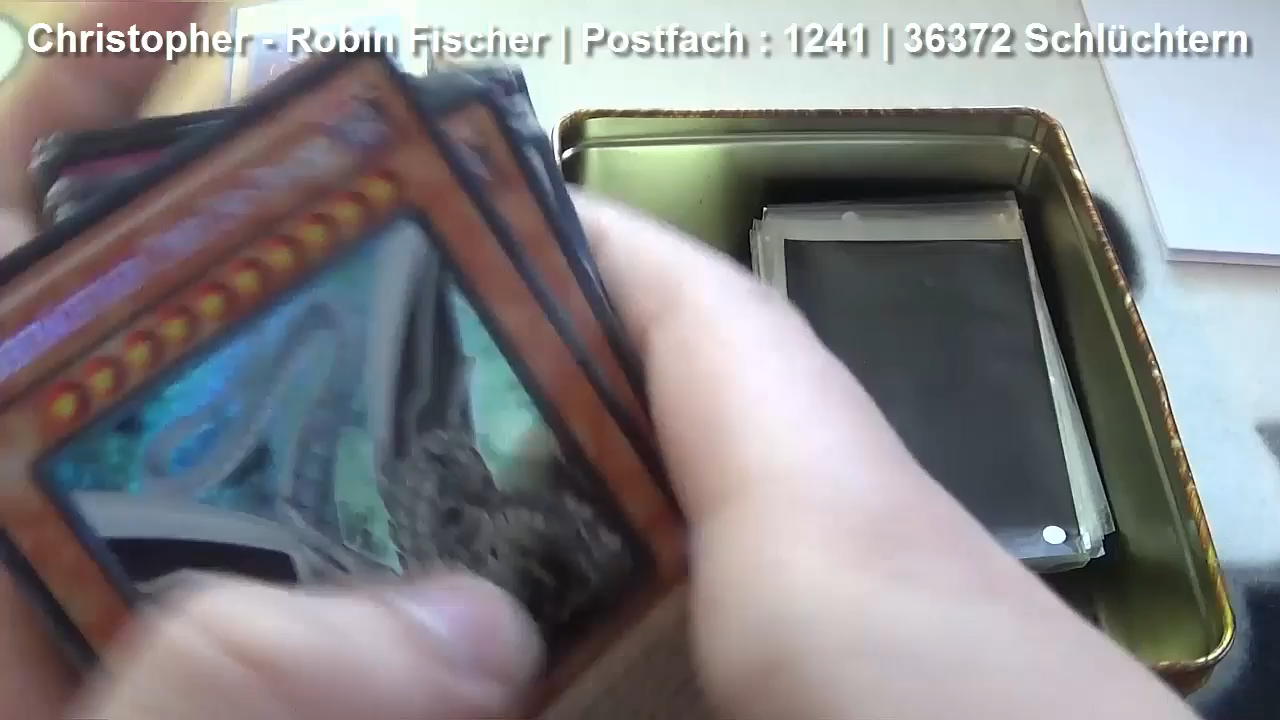 Christopher - Robin Fischer | Postfach : 1241 | 36372 Schlüchtern